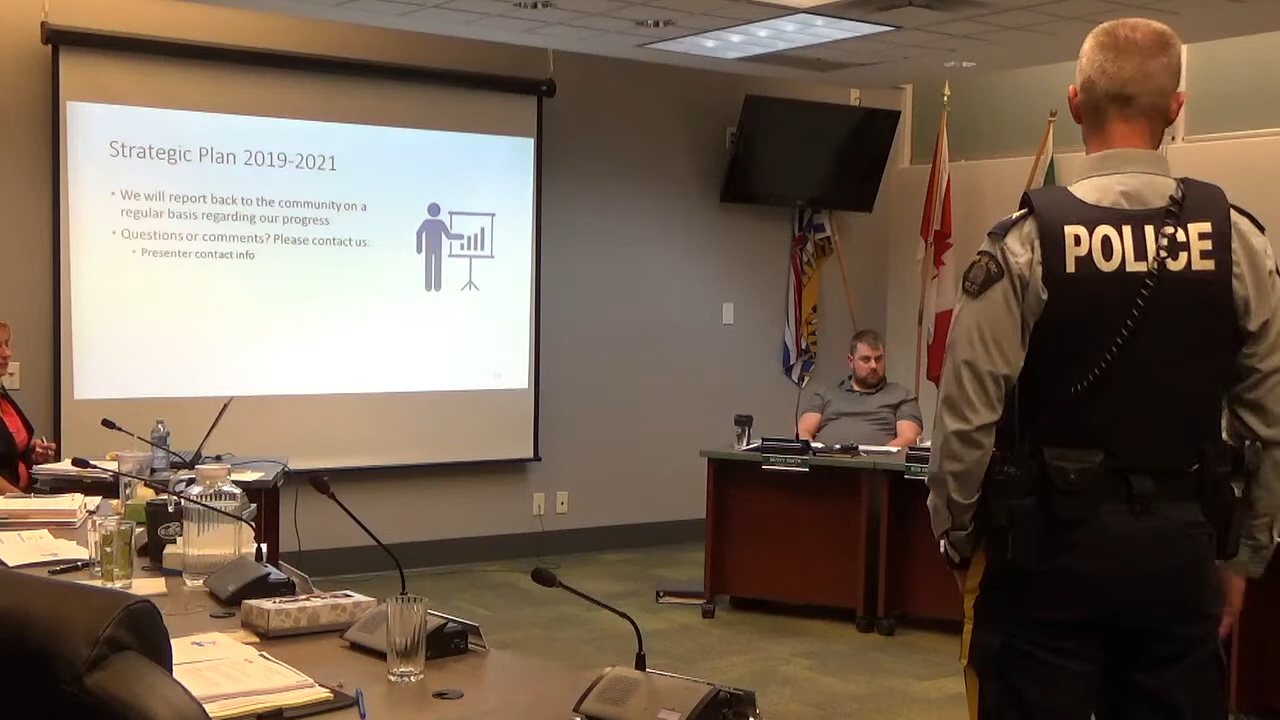 Strategic Plan 2019-2021
• We will report back to the community on a
regular basis regarding our progress
• Questions or comments? Please contact us:
• Presenter contact info
POLICE